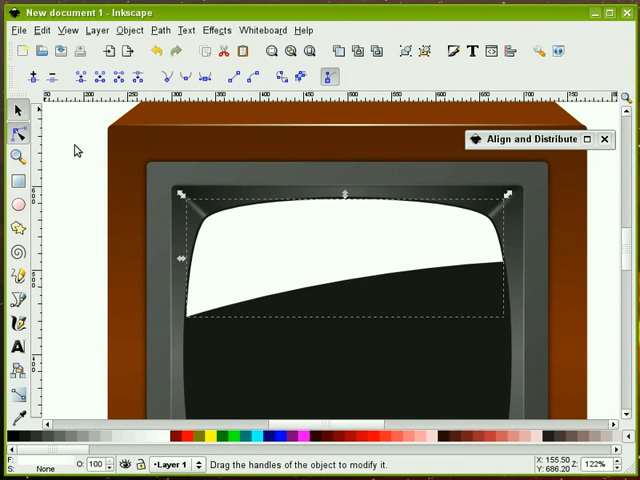 New document 1 - Inkscape
File Edit View Layer Object Path Text Effects Whiteboard Help
Align and Distribute
F:
S: None
O: 100
•Layer 1
Drag the handles of the object to modify it.
X: 155.50
Y: 686.20
Z: 122%